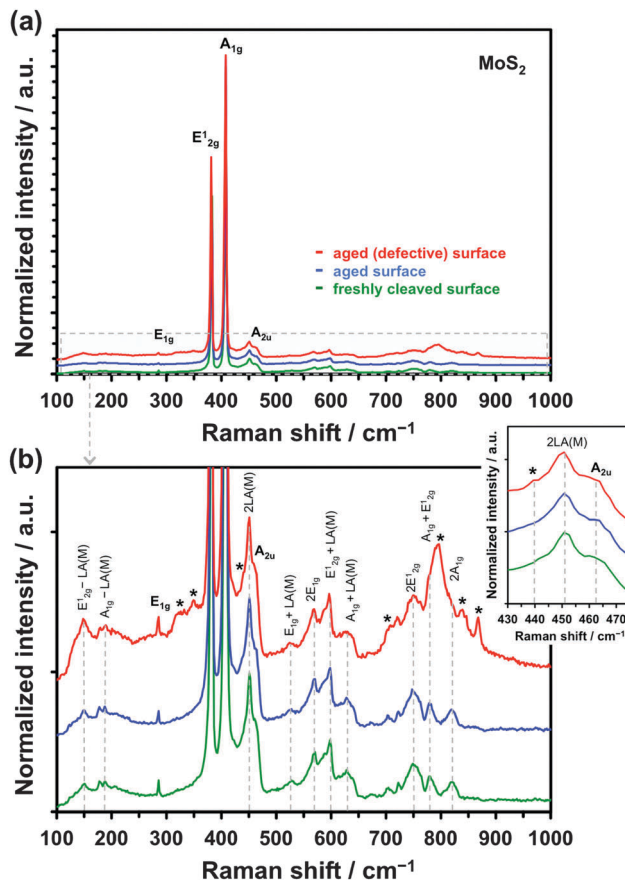 (a)
MoS2
A1g
E12g
E1g
A2u
aged (defective) surface
aged surface
freshly cleaved surface
Normalized intensity / a.u.
100 200 300 400 500 600 700 800 900 1000
Raman shift / cm−1
(b)
Normalized intensity / a.u.
E12g − LA(M)
A1g − LA(M)
E1g
*
*
*
2LA(M)
A2u
E1g + LA(M)
2E1g
E12g + LA(M)
A1g + LA(M)
*
2E12g
A1g + E12g
*
2A1g
*
*
100 200 300 400 500 600 700 800 900 1000
Raman shift / cm−1
Normalized intensity / a.u.
2LA(M)
*
A2u
430 440 450 460 470
Raman shift / cm−1